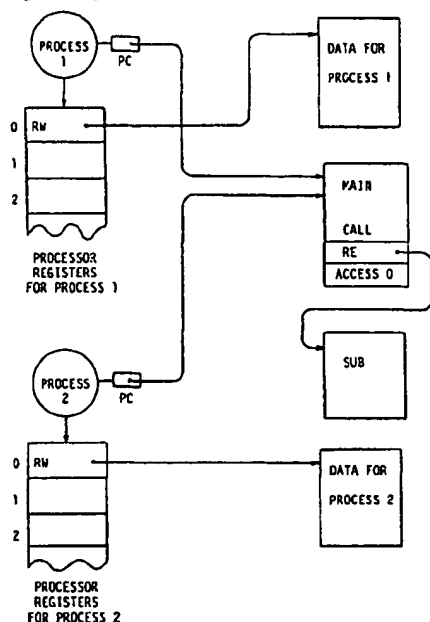 PROCESS
1
PC
DATA FOR
PROCESS 1
0 RW
1
2
PROCESSOR
REGISTERS
FOR PROCESS 1
MAIN
CALL
RE
ACCESS 0
SUB
PROCESS
2
PC
0 RW
1
2
DATA FOR
PROCESS 2
PROCESSOR
REGISTERS
FOR PROCESS 2